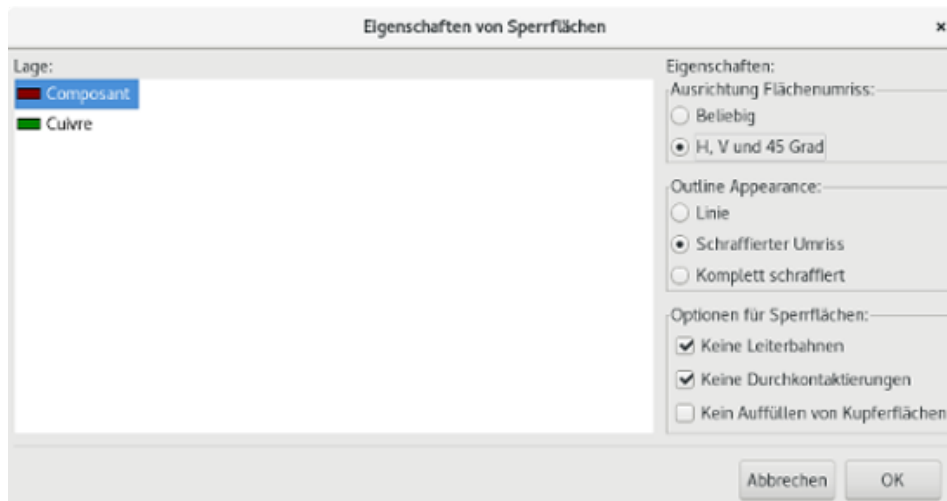 Eigenschaften von Sperrflächen
Lage:
Composant
Cuivre
Eigenschaften:
Ausrichtung Flächenumriss:
Beliebig
H, V und 45 Grad
Outline Appearance:
Linie
Schraffierter Umriss
Komplett schraffiert
Optionen für Sperrflächen:
Keine Leiterbahnen
Keine Durchkontaktierungen
Kein Auffüllen von Kupferflächen
Abbrechen
OK